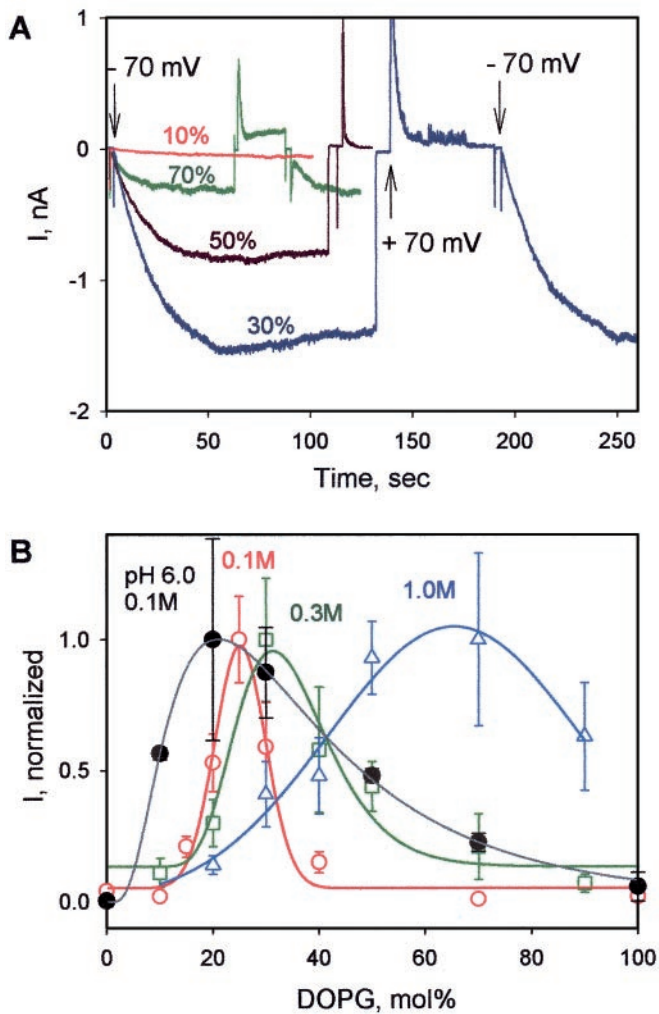 A
I, nA
1
0
-1
-2
- 70 mV
10%
70%
50%
30%
+ 70 mV
- 70 mV
0 50 100 150 200 250
Time, sec
B
I, normalized
1.0
0.5
0.0
pH 6.0
0.1M
0.1M
0.3M
1.0M
0 20 40 60 80 100
DOPG, mol%